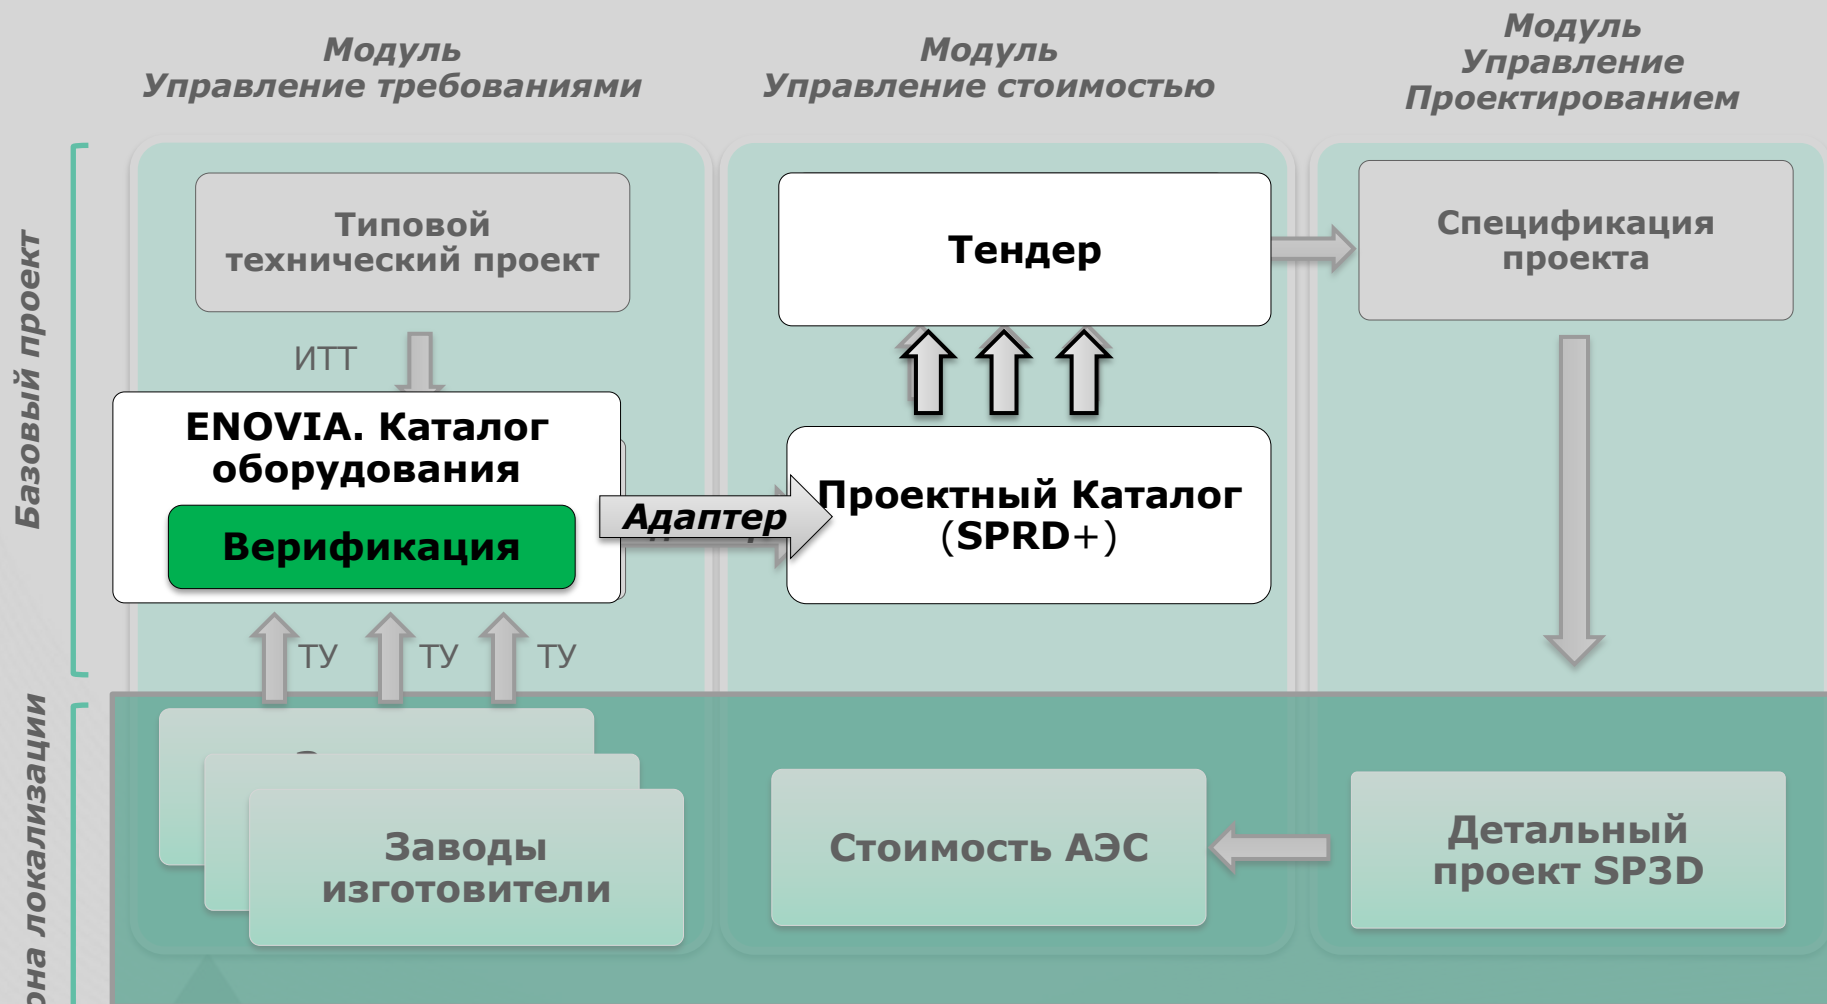 Модуль
Управление требованиями
Модуль
Управление стоимостью
Модуль
Управление
Проектированием
Базовый проект
Типовой
технический проект
Тендер
Спецификация
проекта
ИТТ
ENOVIA. Каталог
оборудования
Верификация
Адаптер
Проектный Каталог
(SPRD+)
ТУ
ТУ
ТУ
локализации
Заводы
изготовители
Стоимость АЭС
Детальный
проект SP3D